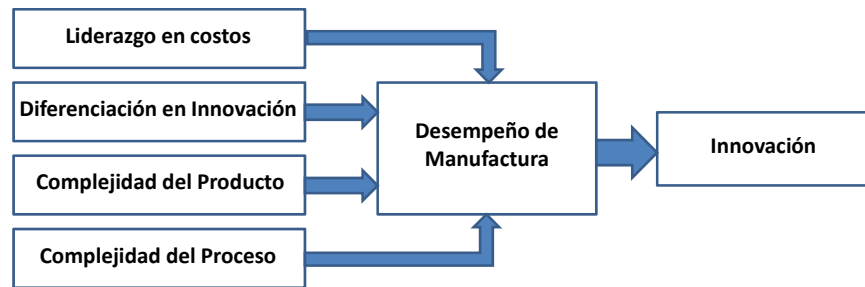 Liderazgo en costos
Diferenciación en Innovación
Complejidad del Producto
Complejidad del Proceso
Desempeño de
Manufactura
Innovación